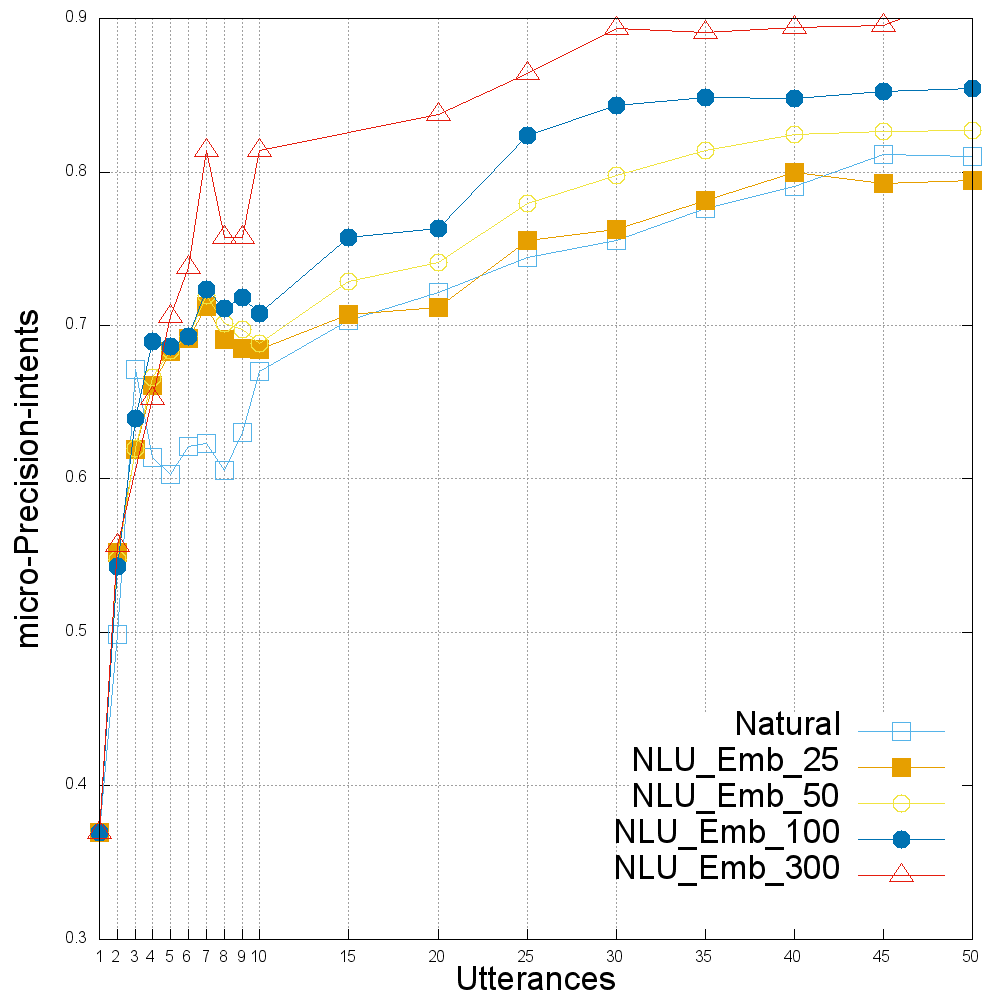 0.9
0.8
0.7
0.6
0.5
0.4
0.3
micro-Precision-intents
Natural
NLU_Emb_25
NLU_Emb_50
NLU_Emb_100
NLU_Emb_300
1 2 3 4 5 6 7 8 9 10 15 20 25 30 35 40 45 50
Utterances